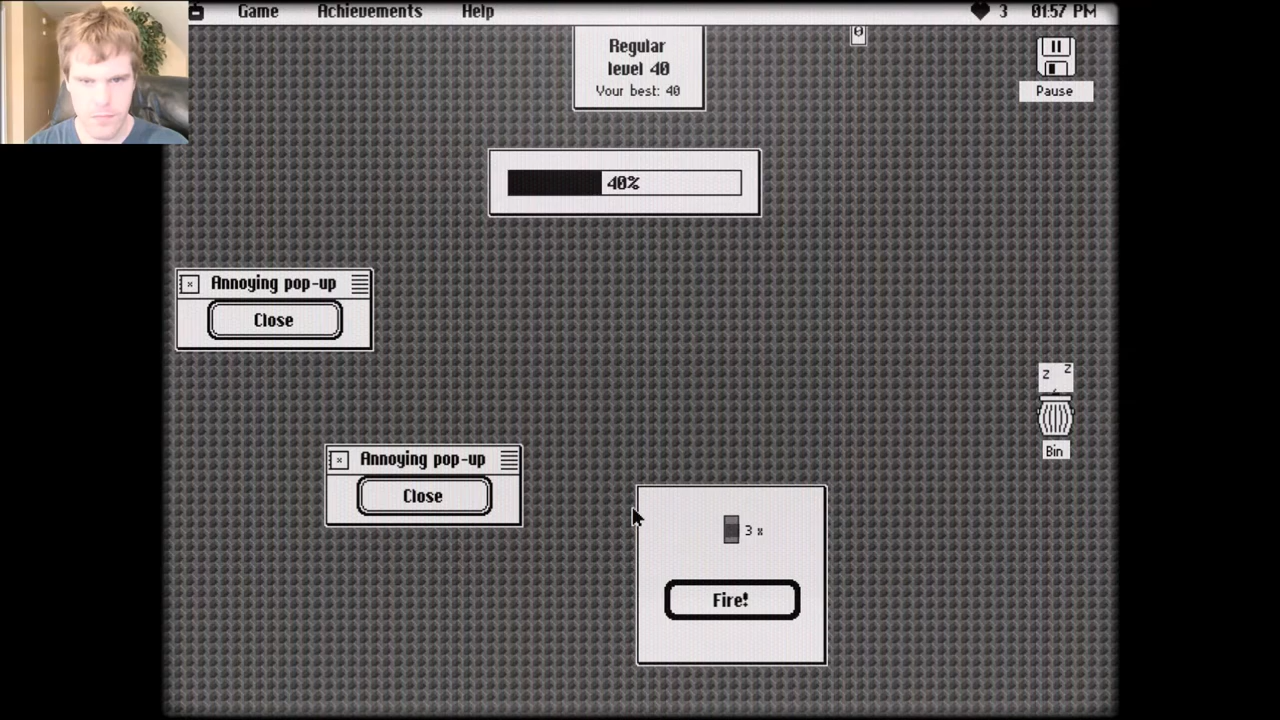 Game Achievements Help 3 01:57 PM
0
Regular
level 40
Your best: 40
Pause
40%
Annoying pop-up
Close
z z
Bin
Annoying pop-up
Close
3 x
Fire!